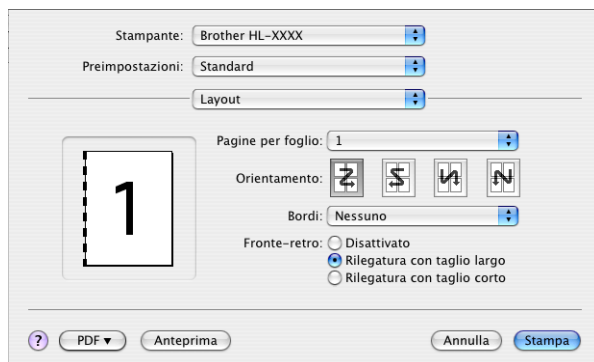 Stampante: Brother HL-XXXX
Preimpostazioni: Standard
Layout
Pagine per foglio: 1
Orientamento:
Bordi: Nessuno
Fronte-retro: Disattivato
Rilegatura con taglio largo
Rilegatura con taglio corto
1
? PDF ▼ Anteprima Annulla Stampa